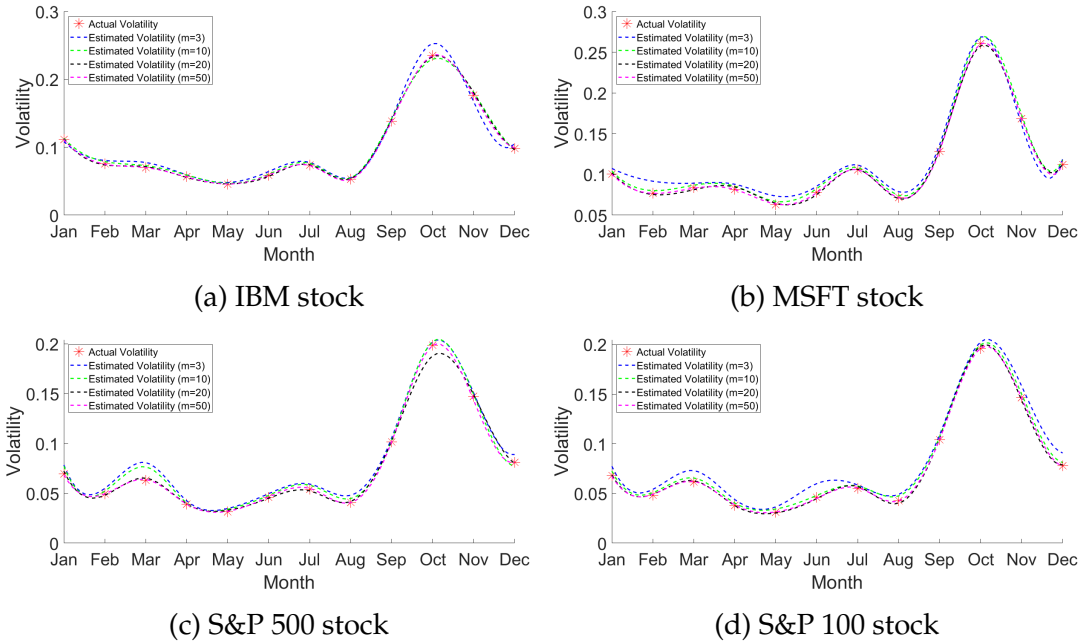 Actual Volatility
Estimated Volatility (m=3)
Estimated Volatility (m=10)
Estimated Volatility (m=20)
Estimated Volatility (m=50)
0.3
0.2
0.1
0
Volatility
Jan Feb Mar Apr May Jun Jul Aug Sep Oct Nov Dec
Month
(a) IBM stock
Actual Volatility
Estimated Volatility (m=3)
Estimated Volatility (m=10)
Estimated Volatility (m=20)
Estimated Volatility (m=50)
0.3
0.25
0.2
0.15
0.1
0.05
Volatility
Jan Feb Mar Apr May Jun Jul Aug Sep Oct Nov Dec
Month
(b) MSFT stock
Actual Volatility
Estimated Volatility (m=3)
Estimated Volatility (m=10)
Estimated Volatility (m=20)
Estimated Volatility (m=50)
0.2
0.15
0.1
0.05
0
Volatility
Jan Feb Mar Apr May Jun Jul Aug Sep Oct Nov Dec
Month
(c) S&P 500 stock
Actual Volatility
Estimated Volatility (m=3)
Estimated Volatility (m=10)
Estimated Volatility (m=20)
Estimated Volatility (m=50)
0.2
0.15
0.1
0.05
0
Volatility
Jan Feb Mar Apr May Jun Jul Aug Sep Oct Nov Dec
Month
(d) S&P 100 stock